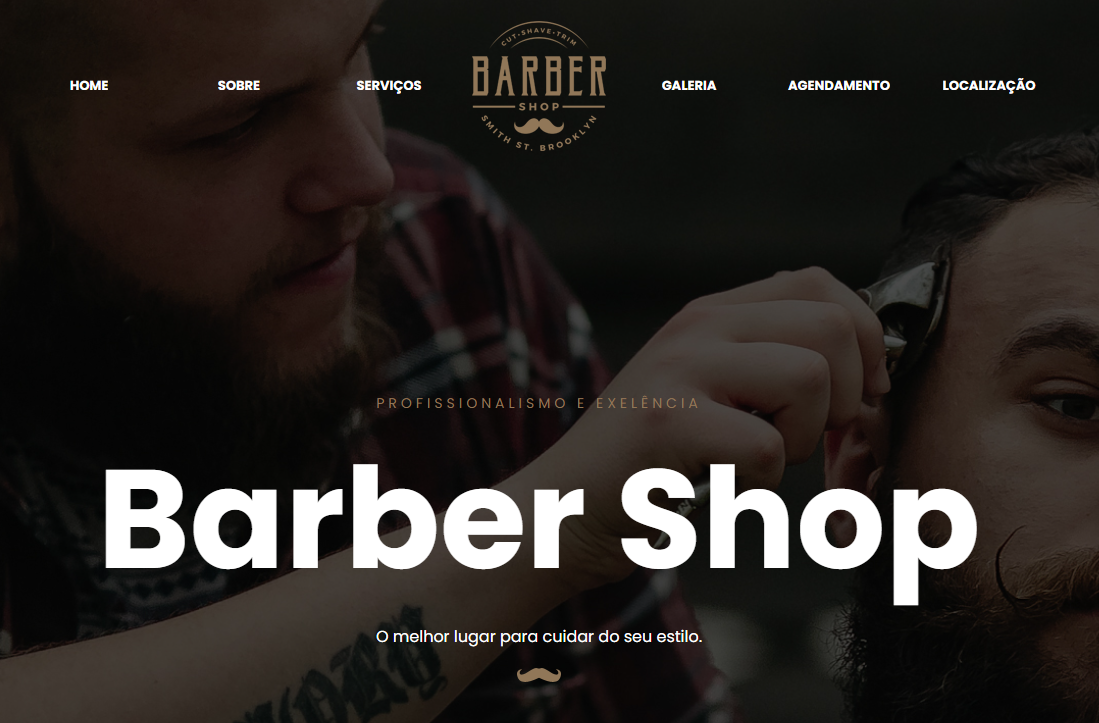 CUT•SHAVE•TRIM
BARBER
SHOP
SMITH ST. BROOKLYN
HOME
SOBRE
SERVIÇOS
GALERIA
AGENDAMENTO
LOCALIZAÇÃO
PROFISSIONALISMO E EXELÊNCIA
Barber Shop
O melhor lugar para cuidar do seu estilo.